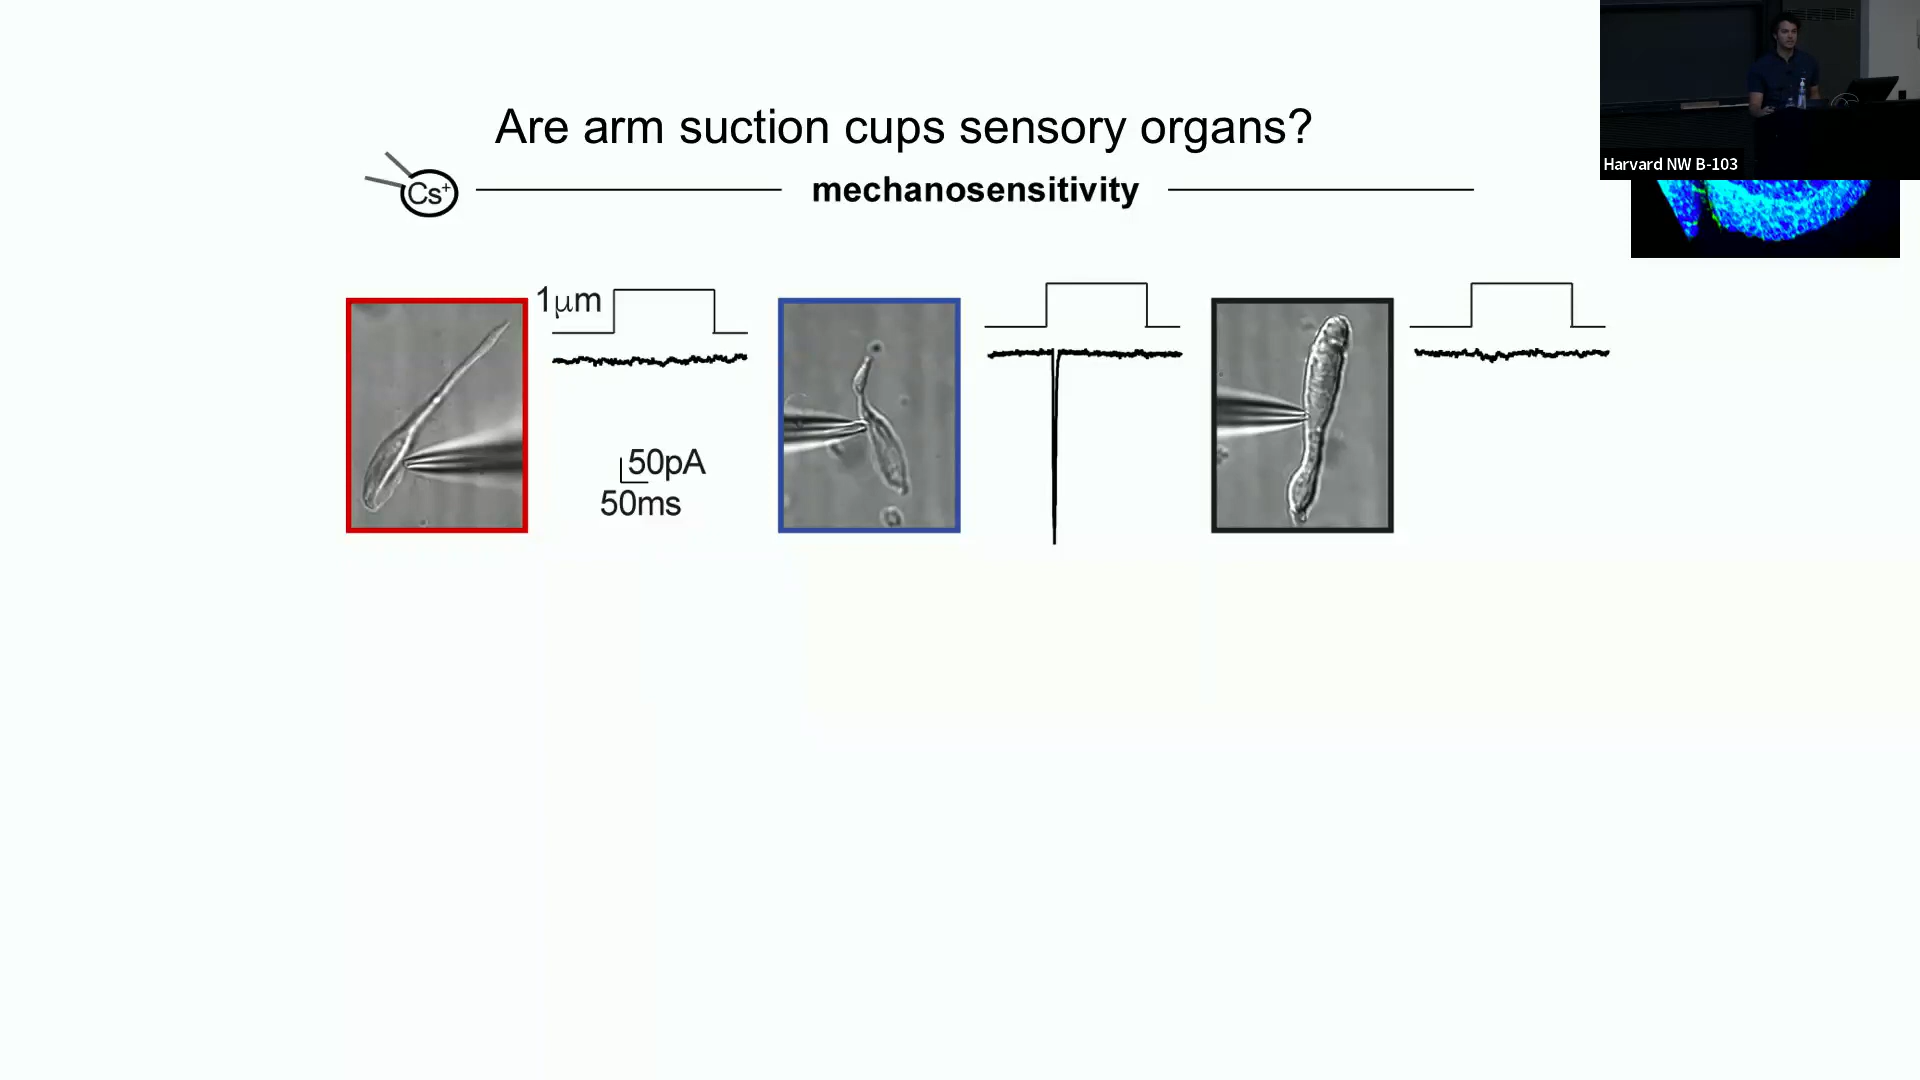 Are arm suction cups sensory organs?
Harvard NW B-103
Cs⁺
mechanosensitivity
1μm
50pA
50ms